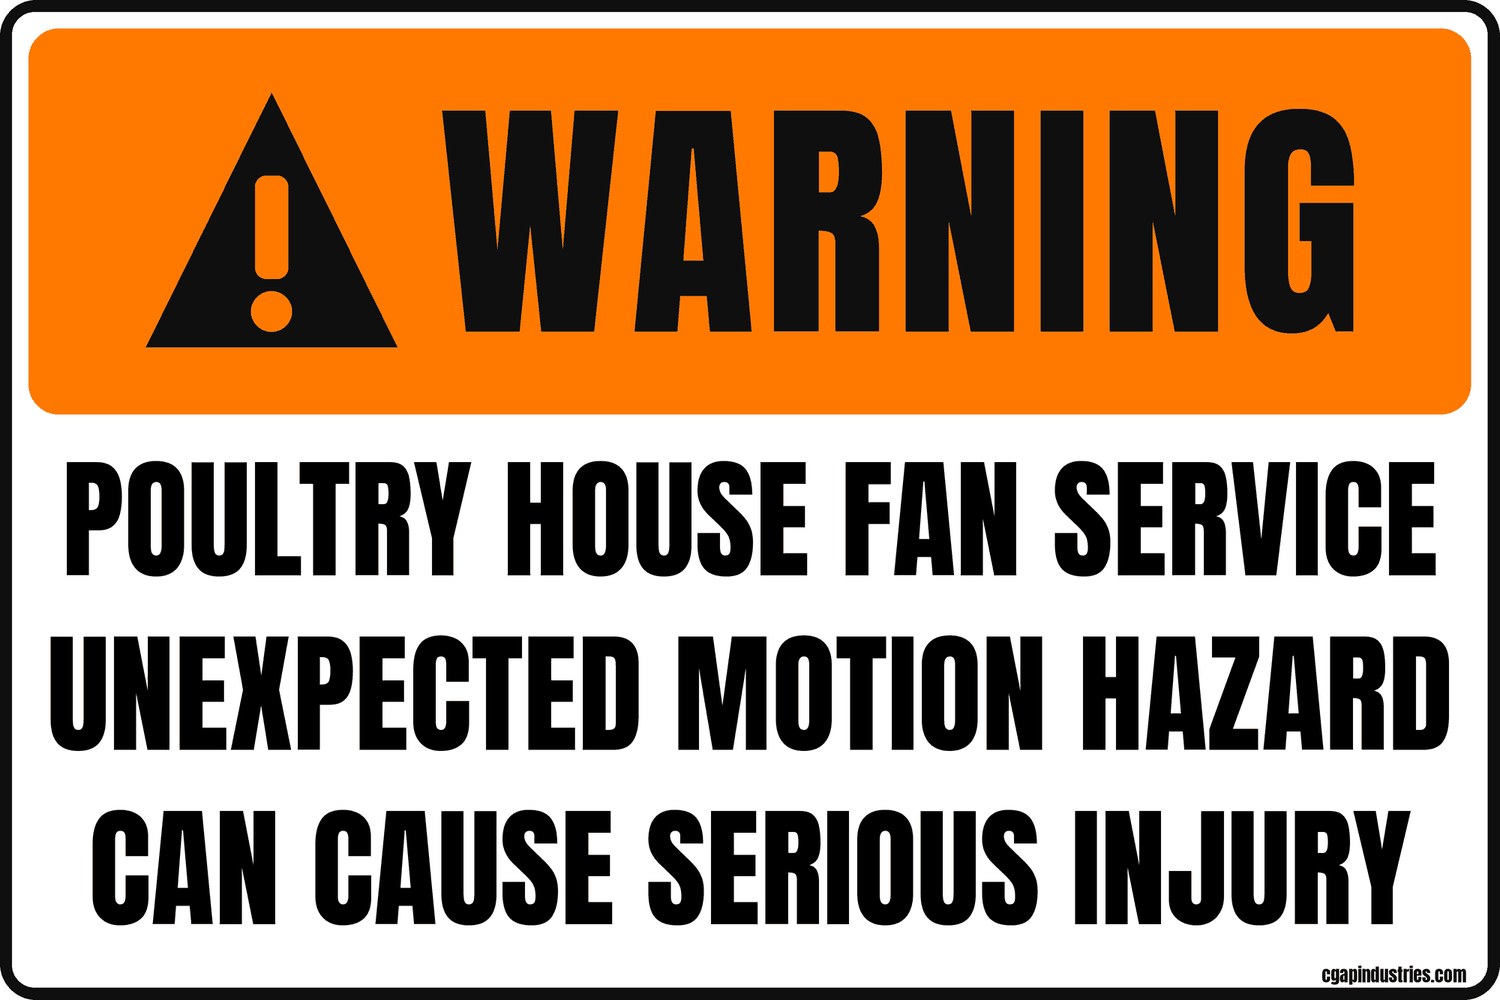 WARNING
POULTRY HOUSE FAN SERVICE
UNEXPECTED MOTION HAZARD
CAN CAUSE SERIOUS INJURY
cgapindustries.com